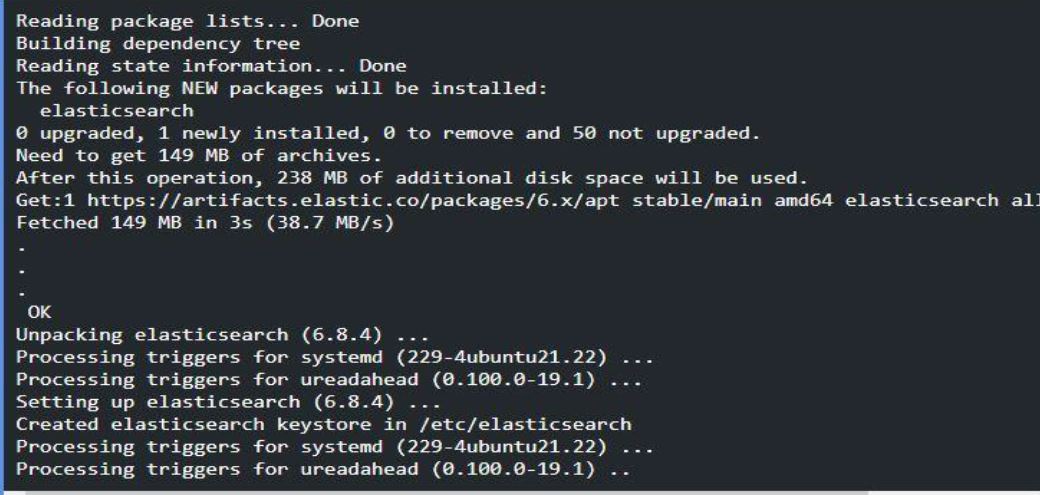 Reading package lists... Done
Building dependency tree
Reading state information... Done
The following NEW packages will be installed:
  elasticsearch
0 upgraded, 1 newly installed, 0 to remove and 50 not upgraded.
Need to get 149 MB of archives.
After this operation, 238 MB of additional disk space will be used.
Get:1 https://artifacts.elastic.co/packages/6.x/apt stable/main amd64 elasticsearch all
Fetched 149 MB in 3s (38.7 MB/s)
.
.
.
 OK
Unpacking elasticsearch (6.8.4) ...
Processing triggers for systemd (229-4ubuntu21.22) ...
Processing triggers for ureadahead (0.100.0-19.1) ...
Setting up elasticsearch (6.8.4) ...
Created elasticsearch keystore in /etc/elasticsearch
Processing triggers for systemd (229-4ubuntu21.22) ...
Processing triggers for ureadahead (0.100.0-19.1) ..